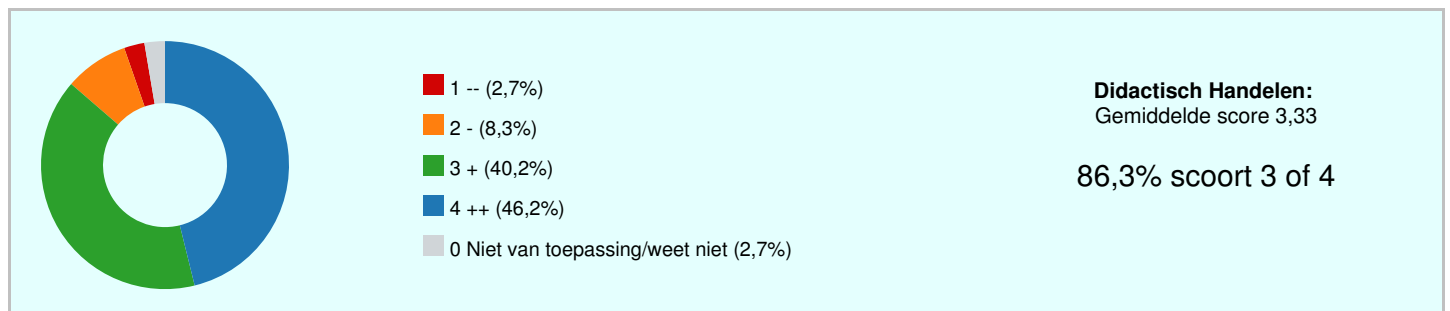 1 -- (2,7%)
2 - (8,3%)
3 + (40,2%)
4 ++ (46,2%)
0 Niet van toepassing/weet niet (2,7%)
Didactisch Handelen:
Gemiddelde score 3,33
86,3% scoort 3 of 4